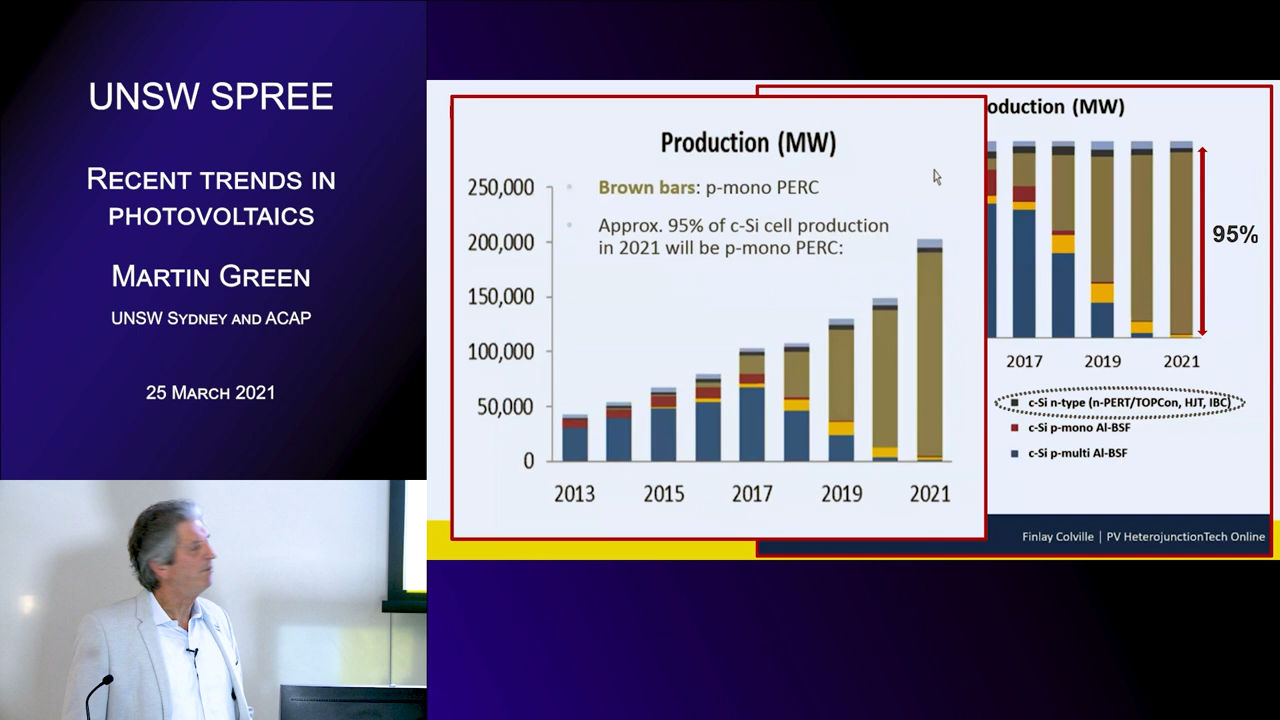 UNSW SPREE
RECENT TRENDS IN
PHOTOVOLTAICS
MARTIN GREEN
UNSW SYDNEY AND ACAP
25 MARCH 2021
Production (MW)
Brown bars: p-mono PERC
Approx. 95% of c-Si cell production
in 2021 will be p-mono PERC:
250,000
200,000
150,000
100,000
50,000
0
2013
2015
2017
2019
2021
oduction (MW)
95%
2017
2019
2021
c-Si n-type (n-PERT/TOPCon, HJT, IBC)
c-Si p-mono Al-BSF
c-Si p-multi Al-BSF
Finlay Colville | PV HeterojunctionTech Online